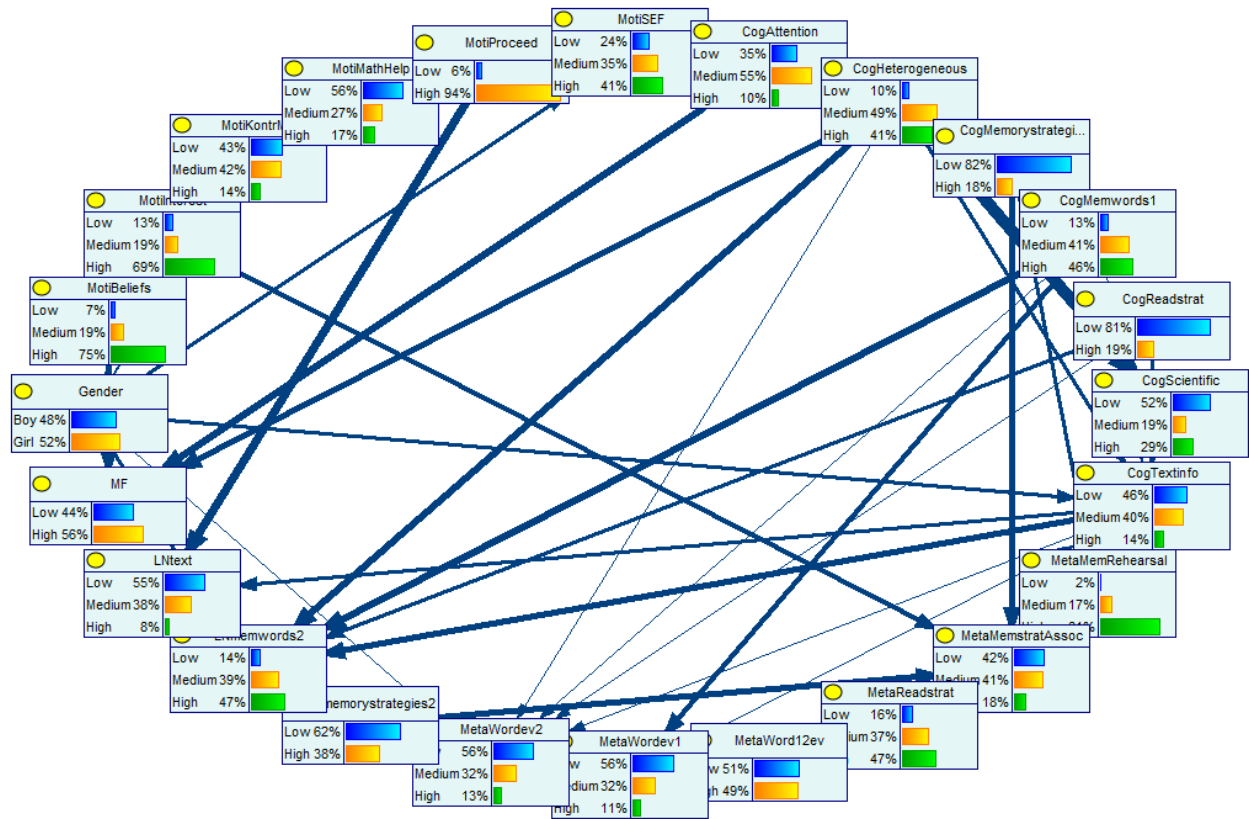 MotiSEF
Low 24%
Medium 35%
High 41%
MotiProceed
Low 6%
High 94%
CogAttention
Low 35%
Medium 55%
High 10%
MotiMathHelp
Low 56%
Medium 27%
High 17%
CogHeterogeneous
Low 10%
Medium 49%
High 41%
MotiKontrM
Low 43%
Medium 42%
High 14%
CogMemorystrategi...
Low 82%
High 18%
MotiInterest
Low 13%
Medium 19%
High 69%
CogMemwords1
Low 13%
Medium 41%
High 46%
MotiBeliefs
Low 7%
Medium 19%
High 75%
CogReadstrat
Low 81%
High 19%
Gender
Boy 48%
Girl 52%
CogScientific
Low 52%
Medium 19%
High 29%
MF
Low 44%
High 56%
CogTextinfo
Low 46%
Medium 40%
High 14%
LNtext
Low 55%
Medium 38%
High 8%
MetaMemRehearsal
Low 2%
Medium 17%
LNmemwords2
Low 14%
Medium 39%
High 47%
MetaMemstratAssoc
Low 42%
Medium 41%
18%
memorystrategies2
Low 62%
High 38%
MetaReadstrat
Low 16%
37%
High 47%
MetaWordev2
56%
Medium 32%
High 13%
MetaWordev1
56%
32%
High 11%
MetaWord12ev
51%
49%